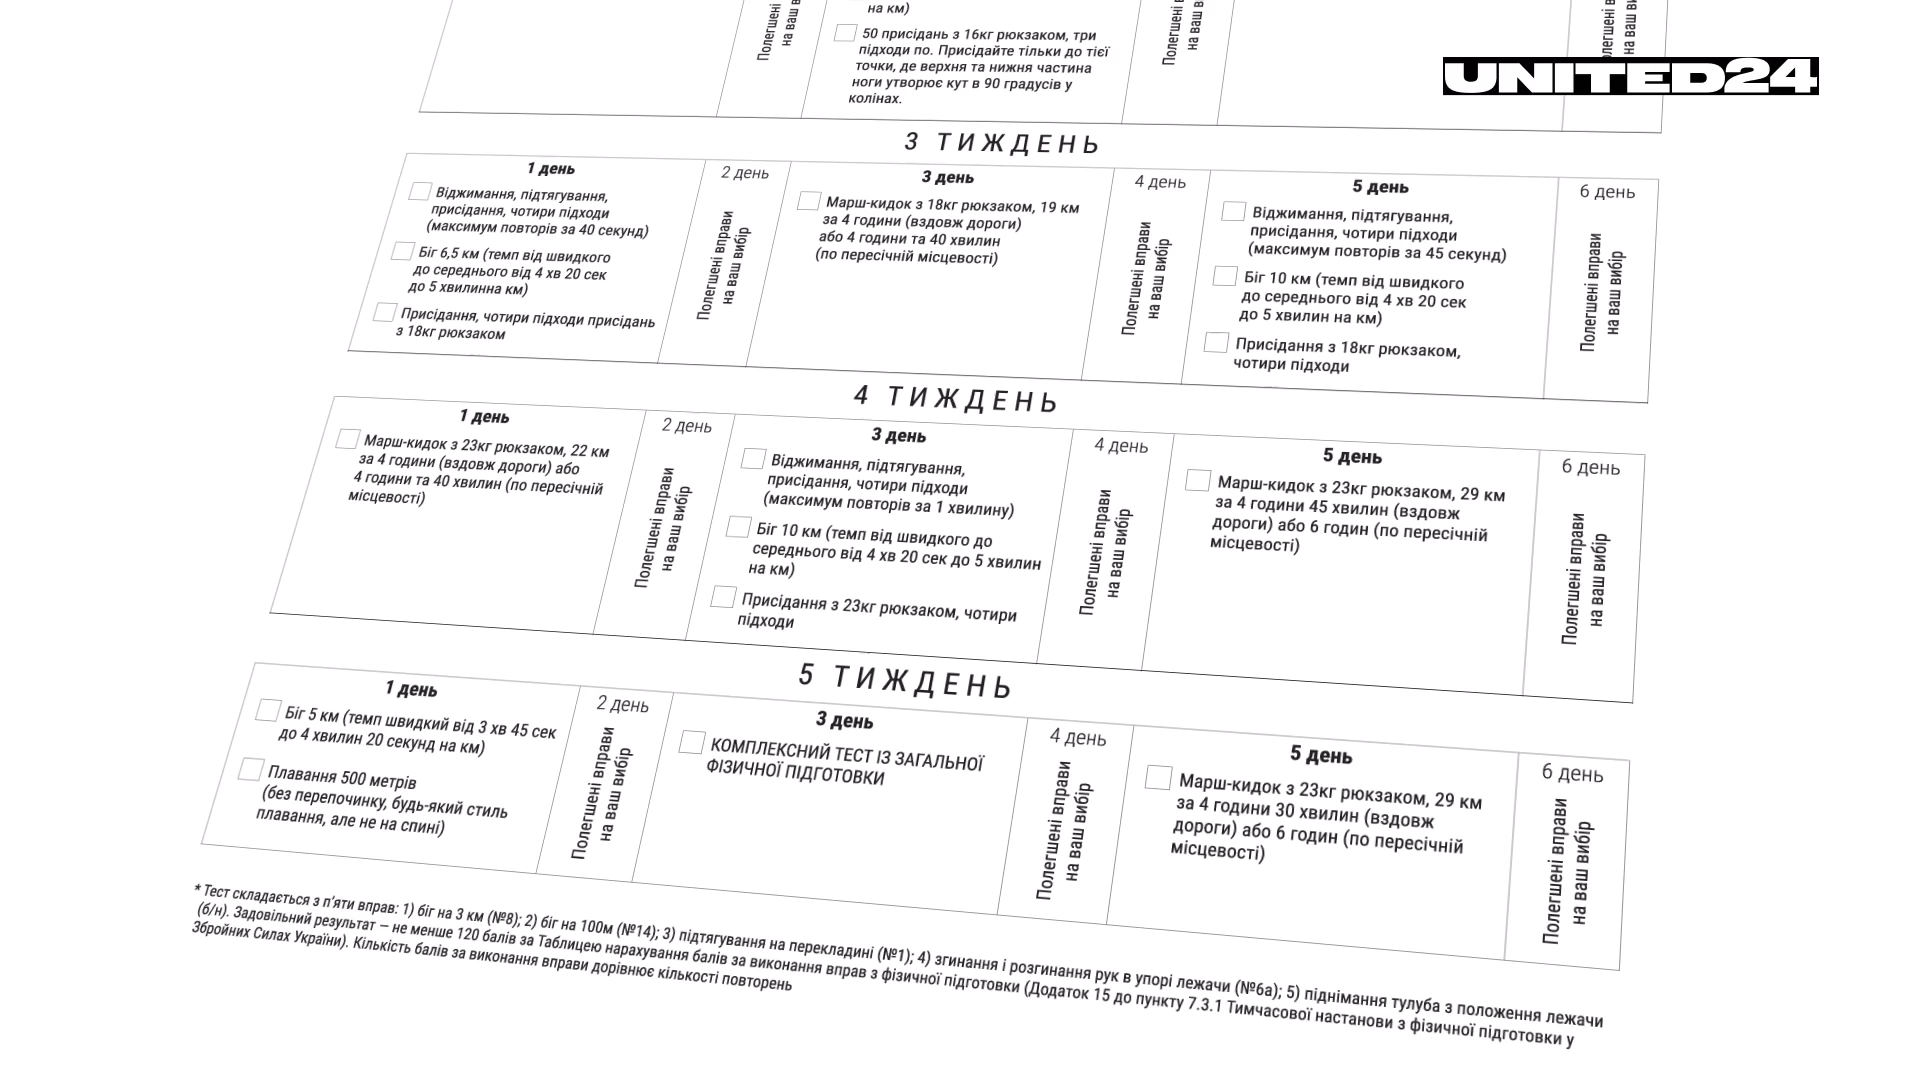 на км)
50 присідань з 16кг рюкзаком, три
підходи по. Присідайте тільки до тієї
точки, де верхня та нижня частина
ноги утворює кут в 90 градусів у
колінах.
UNITED24
3 ТИЖДЕНЬ
1 день
Віджимання, підтягування,
присідання, чотири підходи
(максимум повторів за 40 секунд)
Біг 6,5 км (темп від швидкого
до середнього від 4 хв 20 сек
до 5 хвилинна км)
Присідання, чотири підходи присідань
з 18кг рюкзаком
2 день
Полегшені вправи
на ваш вибір
3 день
Марш-кидок з 18кг рюкзаком, 19 км
за 4 години (вздовж дороги)
або 4 години та 40 хвилин
(по пересічній місцевості)
4 день
Полегшені вправи
на ваш вибір
5 день
Віджимання, підтягування,
присідання, чотири підходи
(максимум повторів за 45 секунд)
Біг 10 км (темп від швидкого
до середнього від 4 хв 20 сек
до 5 хвилин на км)
Присідання з 18кг рюкзаком,
чотири підходи
6 день
Полегшені вправи
на ваш вибір
4 ТИЖДЕНЬ
1 день
Марш-кидок з 23кг рюкзаком, 22 км
за 4 години (вздовж дороги) або
4 години та 40 хвилин (по пересічній
місцевості)
2 день
Полегшені вправи
на ваш вибір
3 день
Віджимання, підтягування,
присідання, чотири підходи
(максимум повторів за 1 хвилину)
Біг 10 км (темп від швидкого до
середнього від 4 хв 20 сек до 5 хвилин
на км)
Присідання з 23кг рюкзаком, чотири
підходи
4 день
Полегшені вправи
на ваш вибір
5 день
Марш-кидок з 23кг рюкзаком, 29 км
за 4 години 45 хвилин (вздовж
дороги) або 6 годин (по пересічній
місцевості)
6 день
Полегшені вправи
на ваш вибір
5 ТИЖДЕНЬ
1 день
Біг 5 км (темп швидкий від 3 хв 45 сек
до 4 хвилин 20 секунд на км)
Плавання 500 метрів
(без перепочинку, будь-який стиль
плавання, але не на спині)
2 день
Полегшені вправи
на ваш вибір
3 день
КОМПЛЕКСНИЙ ТЕСТ ІЗ ЗАГАЛЬНОЇ
ФІЗИЧНОЇ ПІДГОТОВКИ
4 день
Полегшені вправи
на ваш вибір
5 день
Марш-кидок з 23кг рюкзаком, 29 км
за 4 години 30 хвилин (вздовж
дороги) або 6 годин (по пересічній
місцевості)
6 день
Полегшені вправи
на ваш вибір
* Тест складається з п'яти вправ: 1) біг на 3 км (№8); 2) біг на 100м (№14); 3) підтягування на перекладині (№1); 4) згинання і розгинання рук в упорі лежачи (№6а); 5) піднімання тулуба з положення лежачи
(б/н). Задовільний результат — не менше 120 балів за Таблицею нарахування балів за виконання вправ з фізичної підготовки (Додаток 15 до пункту 7.3.1 Тимчасової настанови з фізичної підготовки у
Збройних Силах України). Кількість балів за виконання вправи дорівнює кількості повторень